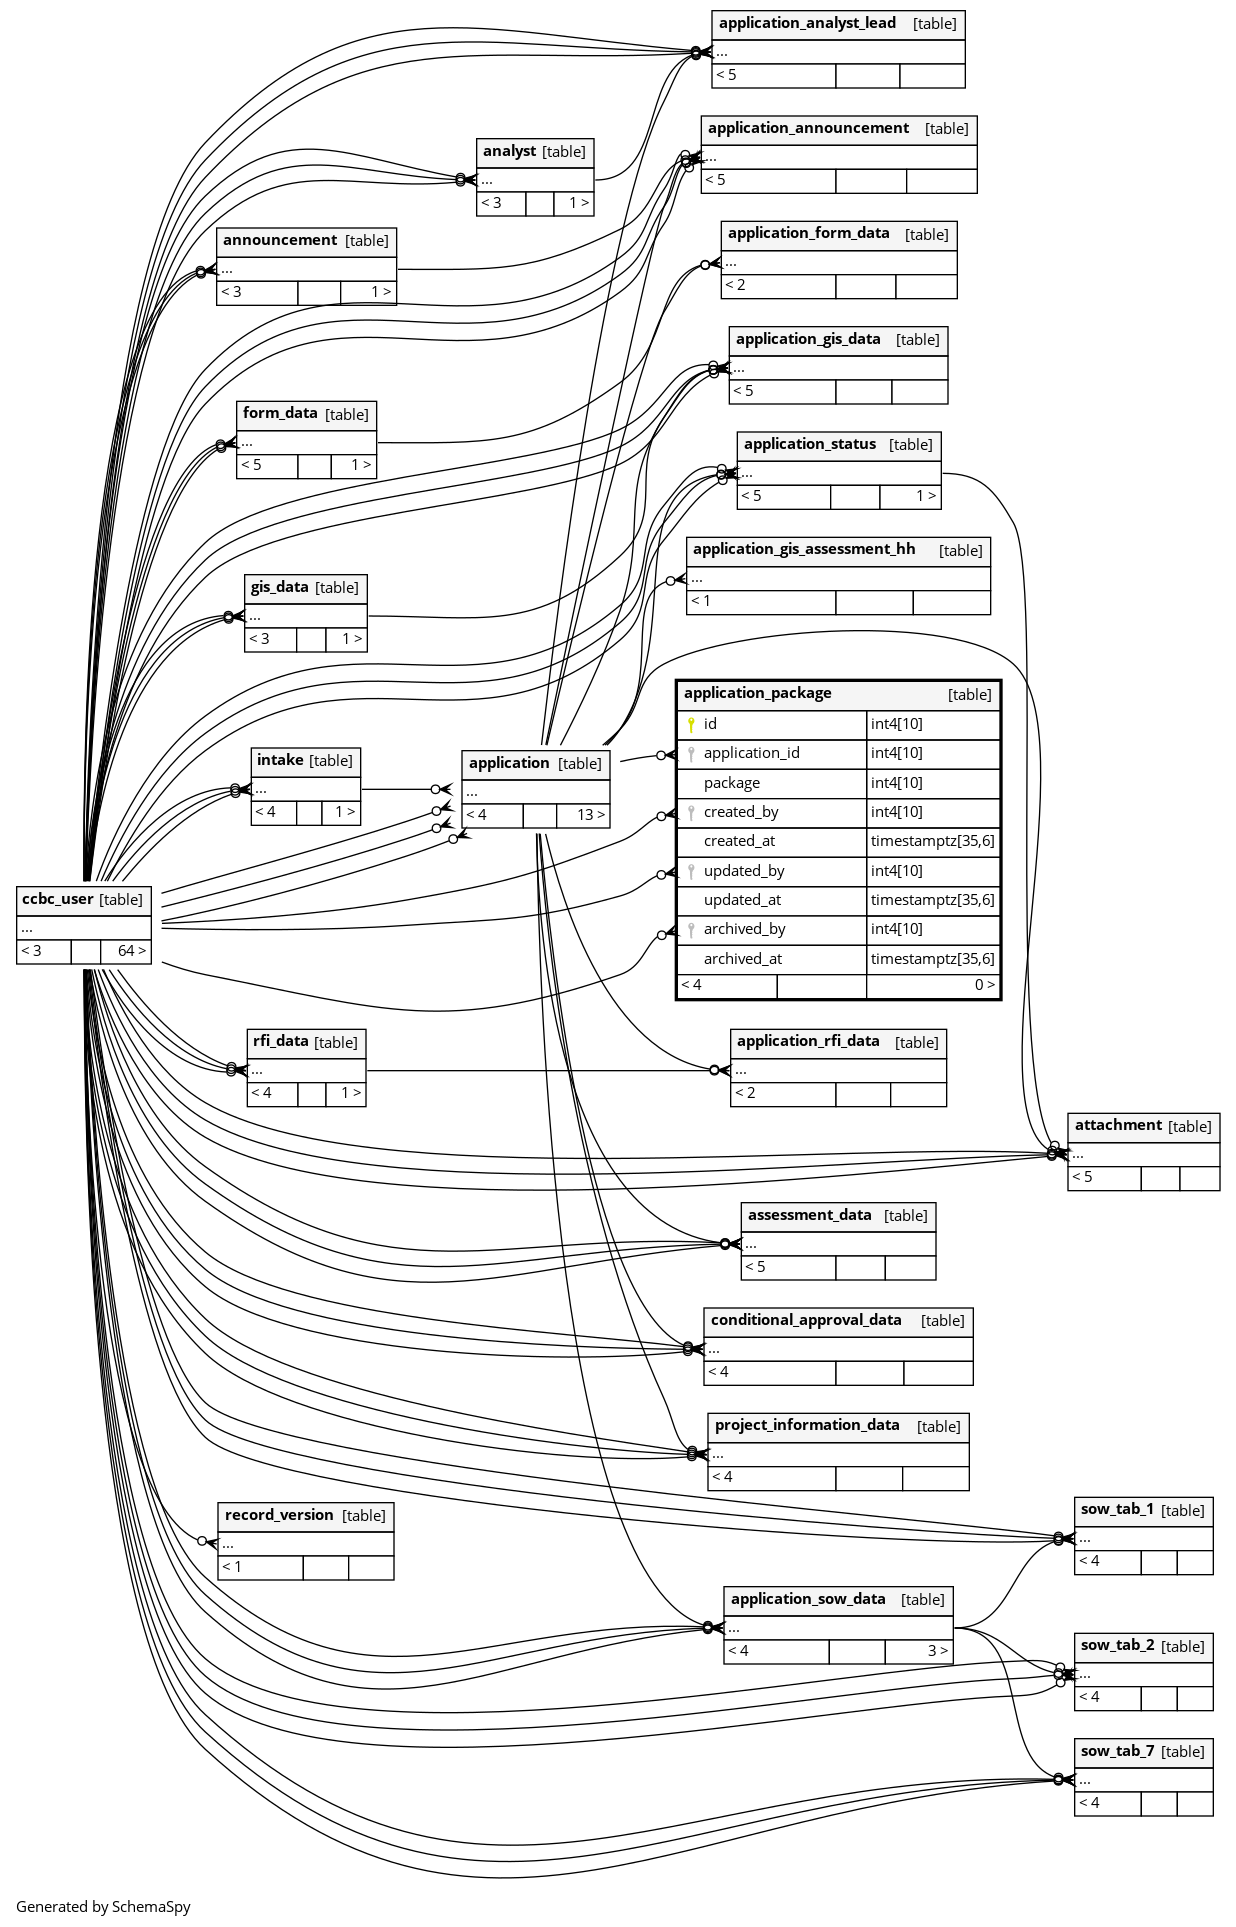 application_analyst_lead [table]
...
< 5
application_announcement [table]
...
< 5
analyst [table]
...
< 3 1 >
announcement [table]
...
< 3 1 >
application_form_data [table]
...
< 2
application_gis_data [table]
...
< 5
form_data [table]
...
< 5 1 >
application_status [table]
...
< 5 1 >
application_gis_assessment_hh [table]
...
< 1
gis_data [table]
...
< 3 1 >
application_package [table]
id int4[10]
application_id int4[10]
package int4[10]
created_by int4[10]
created_at timestamptz[35,6]
updated_by int4[10]
updated_at timestamptz[35,6]
archived_by int4[10]
archived_at timestamptz[35,6]
< 4 0 >
intake [table]
...
< 4 1 >
application [table]
...
< 4 13 >
ccbc_user [table]
...
< 3 64 >
rfi_data [table]
...
< 4 1 >
application_rfi_data [table]
...
< 2
attachment [table]
...
< 5
assessment_data [table]
...
< 5
conditional_approval_data [table]
...
< 4
project_information_data [table]
...
< 4
record_version [table]
...
< 1
sow_tab_1 [table]
...
< 4
application_sow_data [table]
...
< 4 3 >
sow_tab_2 [table]
...
< 4
sow_tab_7 [table]
...
< 4
Generated by SchemaSpy